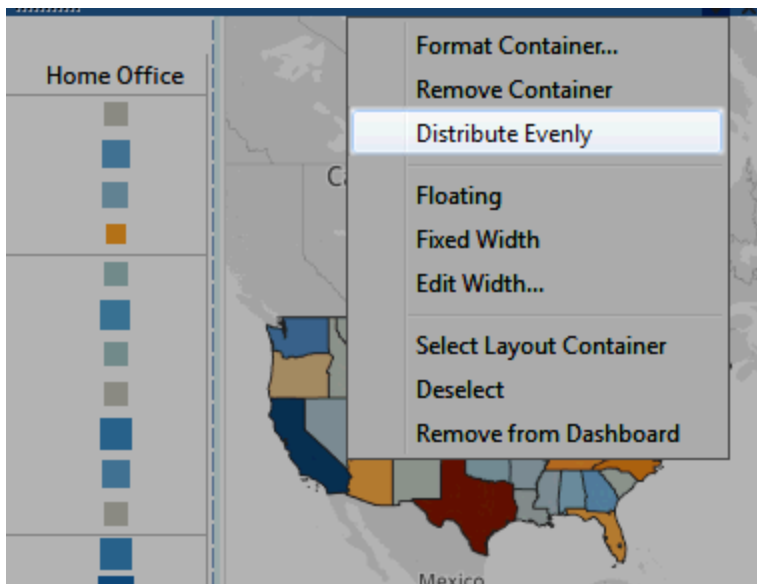 Home Office
Format Container...
Remove Container
Distribute Evenly
Floating
Fixed Width
Edit Width...
Select Layout Container
Deselect
Remove from Dashboard
Mexico